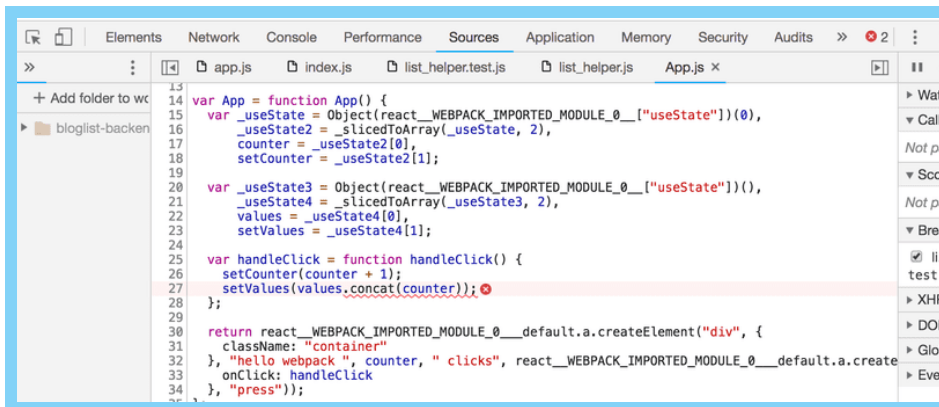 Elements Network Console Performance Sources Application Memory Security Audits » 2
» app.js index.js list_helper.test.js list_helper.js App.js ×
+ Add folder to wc
bloglist-backen
13
14 var App = function App() {
15 var _useState = Object(react__WEBPACK_IMPORTED_MODULE_0__["useState"])(0),
16 _useState2 = _slicedToArray(_useState, 2),
17 counter = _useState2[0],
18 setCounter = _useState2[1];
19
20 var _useState3 = Object(react__WEBPACK_IMPORTED_MODULE_0__["useState"])(),
21 _useState4 = _slicedToArray(_useState3, 2),
22 values = _useState4[0],
23 setValues = _useState4[1];
24
25 var handleClick = function handleClick() {
26 setCounter(counter + 1);
27 setValues(values.concat(counter));
28 };
29
30 return react__WEBPACK_IMPORTED_MODULE_0___default.a.createElement("div", {
31 className: "container"
32 }, "hello webpack ", counter, " clicks", react__WEBPACK_IMPORTED_MODULE_0___default.a.create
33 onClick: handleClick
34 }, "press"));
Wat
Cal
Not p
Sco
Not p
Bre
li
test
XHI
DO
Glo
Eve